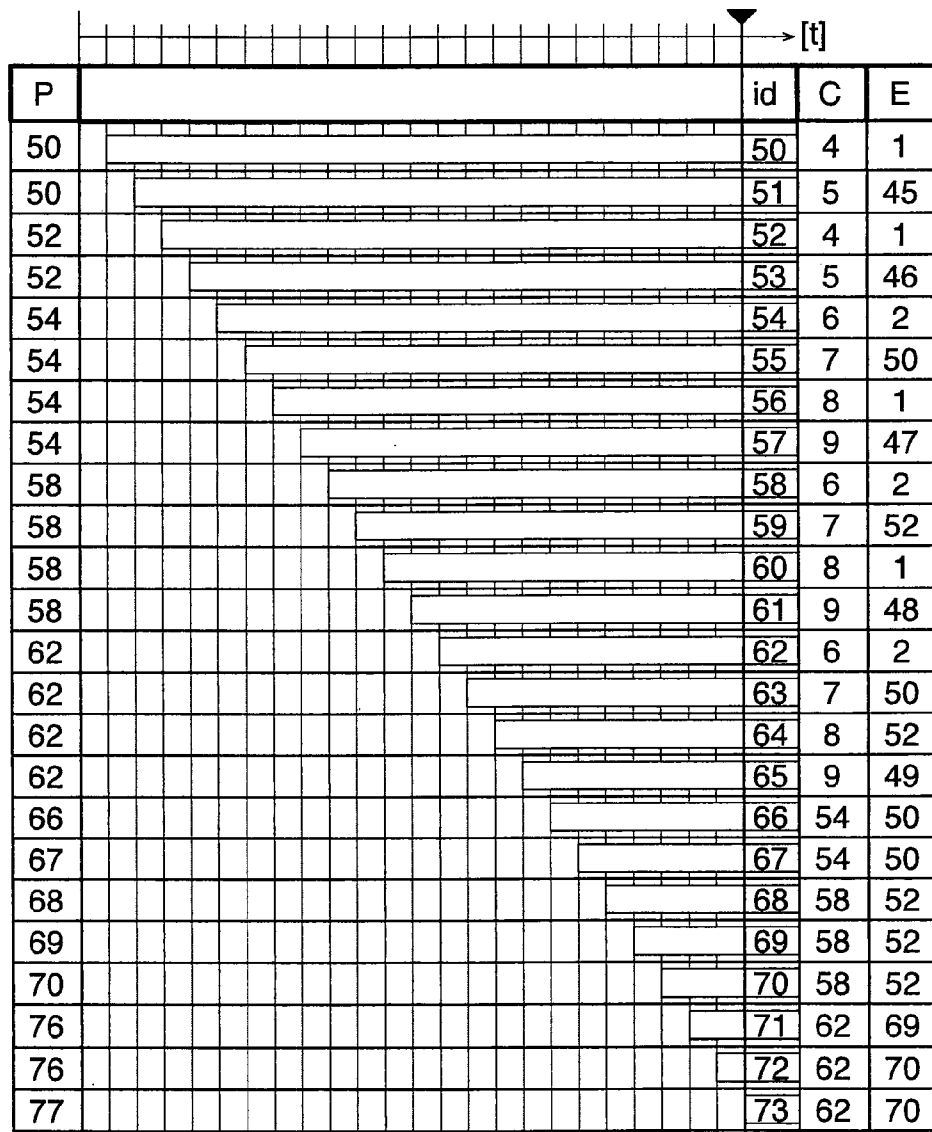 [t]
P id C E
50 50 4 1
50 51 5 45
52 52 4 1
52 53 5 46
54 54 6 2
54 55 7 50
54 56 8 1
54 57 9 47
58 58 6 2
58 59 7 52
58 60 8 1
58 61 9 48
62 62 6 2
62 63 7 50
62 64 8 52
62 65 9 49
66 66 54 50
67 67 54 50
68 68 58 52
69 69 58 52
70 70 58 52
76 71 62 69
76 72 62 70
77 73 62 70